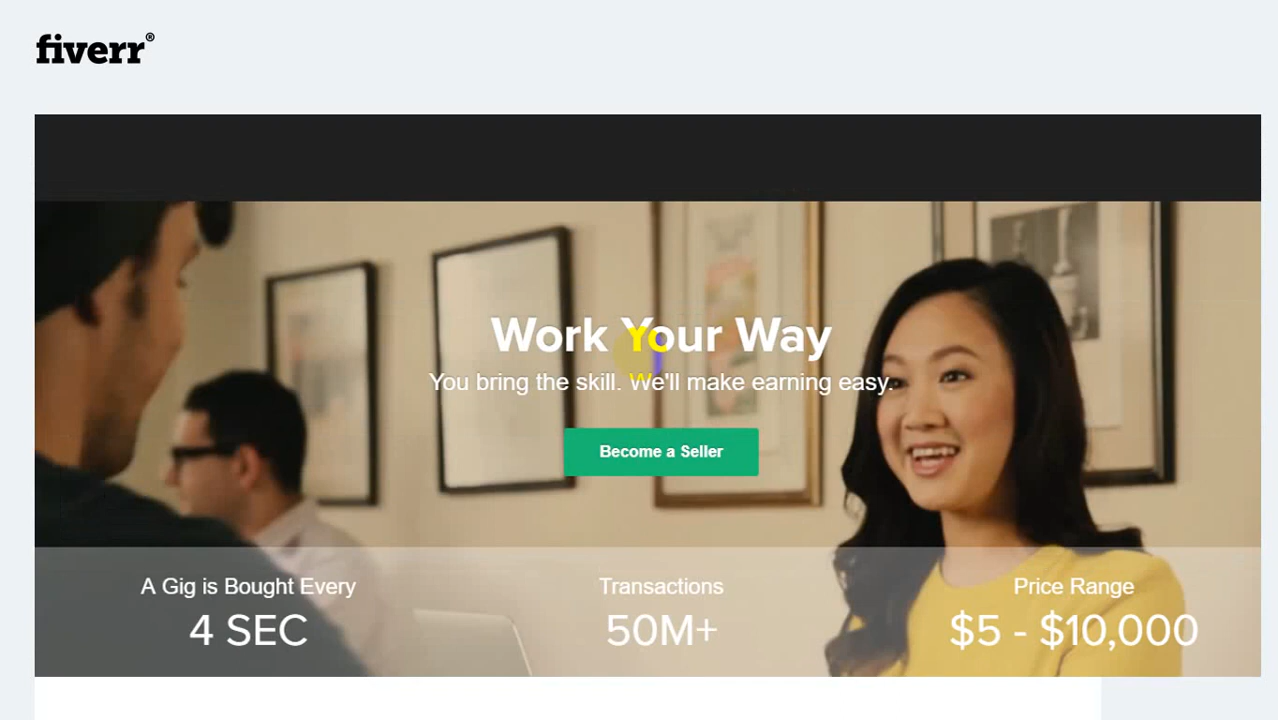 fiverr®
Work Your Way
You bring the skill. We'll make earning easy.
Become a Seller
A Gig is Bought Every
4 SEC
Transactions
50M+
Price Range
$5 - $10,000